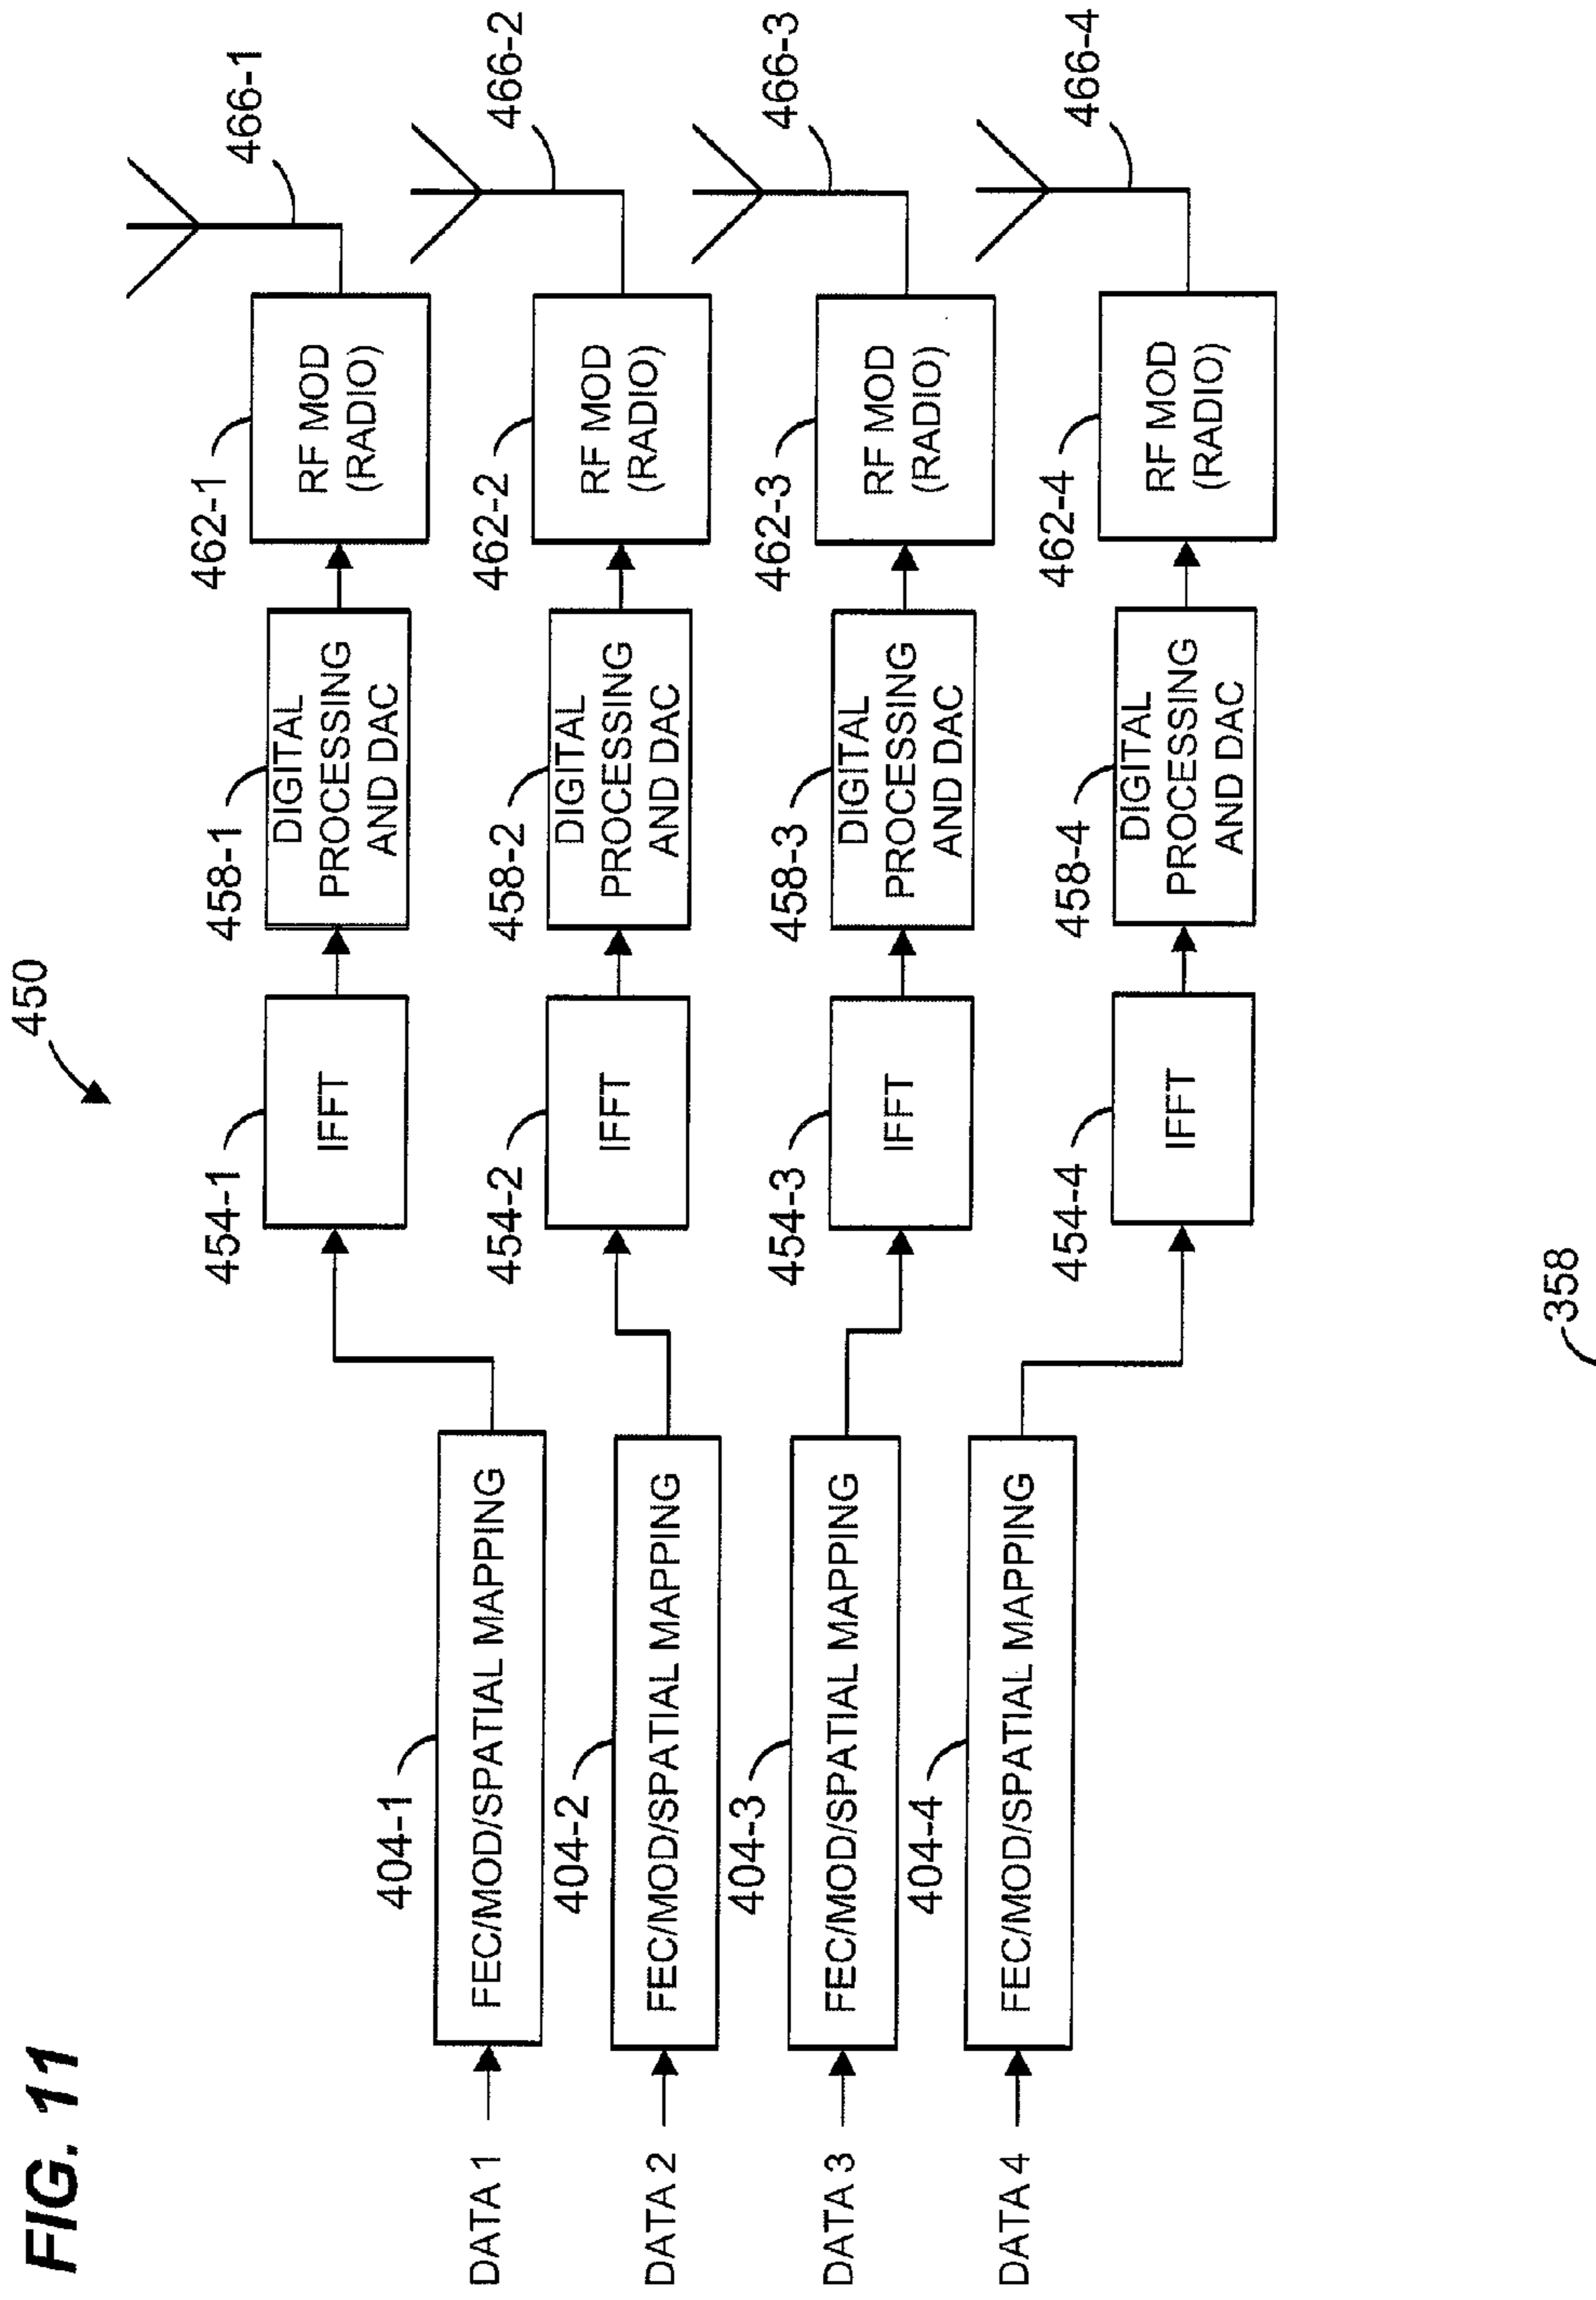 FIG. 11
450
DATA 1
404-1
FEC/MOD/SPATIAL MAPPING
454-1
IFFT
458-1
DIGITAL
PROCESSING
AND DAC
462-1
RF MOD
(RADIO)
466-1
DATA 2
404-2
FEC/MOD/SPATIAL MAPPING
454-2
IFFT
458-2
DIGITAL
PROCESSING
AND DAC
462-2
RF MOD
(RADIO)
466-2
DATA 3
404-3
FEC/MOD/SPATIAL MAPPING
454-3
IFFT
458-3
DIGITAL
PROCESSING
AND DAC
462-3
RF MOD
(RADIO)
466-3
DATA 4
404-4
FEC/MOD/SPATIAL MAPPING
454-4
IFFT
458-4
DIGITAL
PROCESSING
AND DAC
462-4
RF MOD
(RADIO)
466-4
358